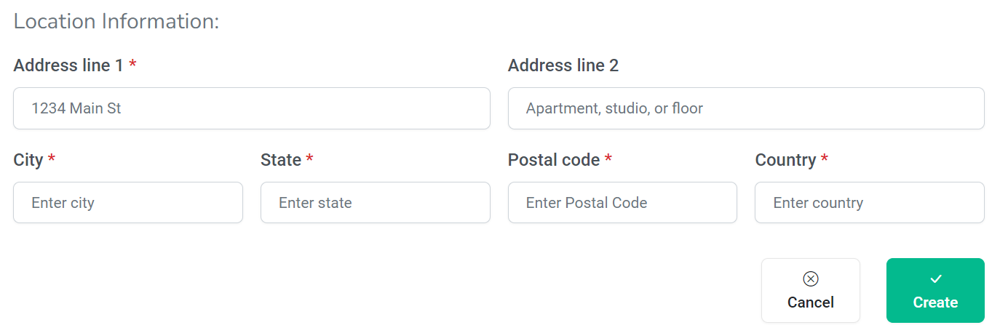 Location Information:
Address line 1 * Address line 2
1234 Main St Apartment, studio, or floor
City * State * Postal code * Country *
Enter city Enter state Enter Postal Code Enter country
Cancel Create